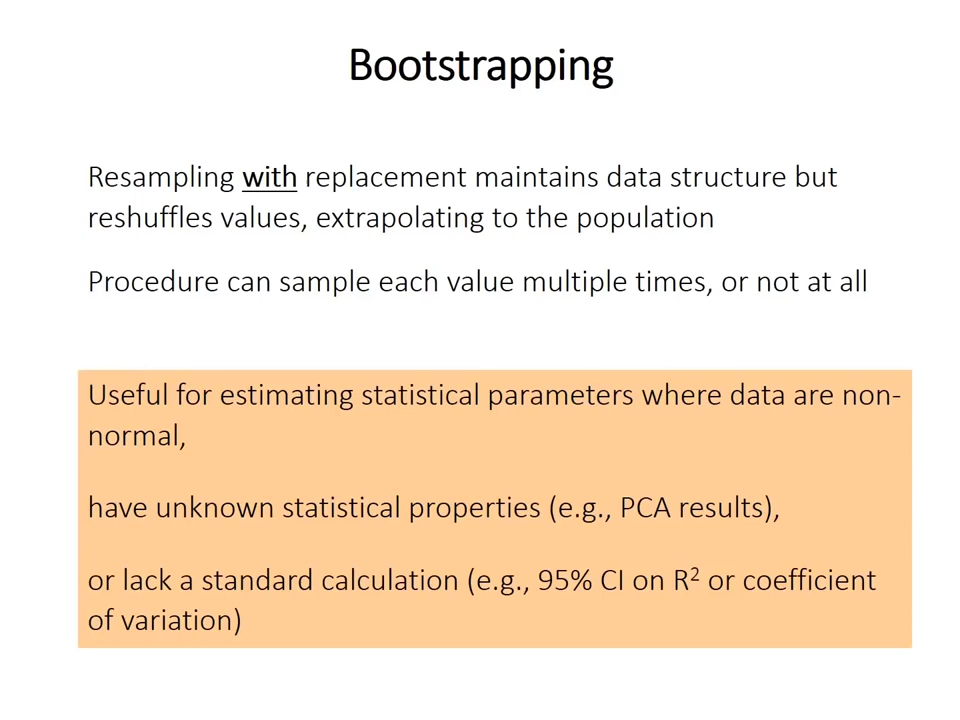 Bootstrapping
Resampling with replacement maintains data structure but
reshuffles values, extrapolating to the population
Procedure can sample each value multiple times, or not at all
Useful for estimating statistical parameters where data are non-
normal,
have unknown statistical properties (e.g., PCA results),
or lack a standard calculation (e.g., 95% CI on R² or coefficient
of variation)